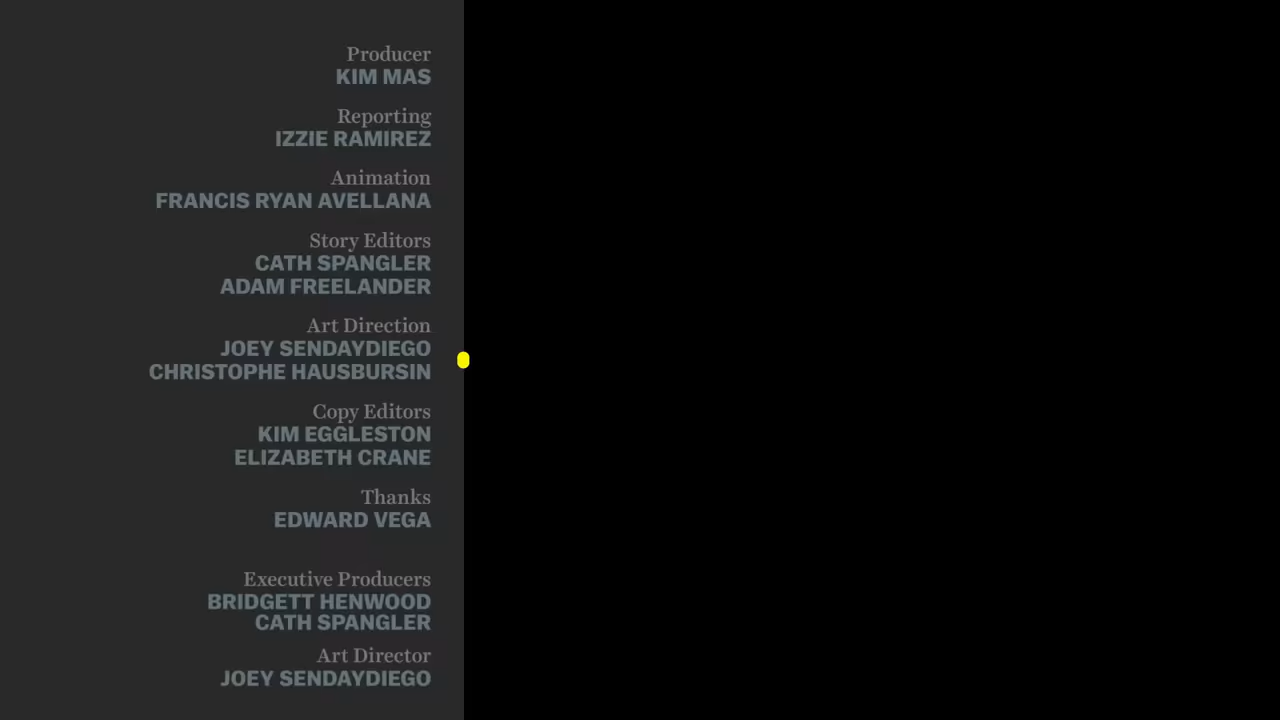 Producer
KIM MAS
Reporting
IZZIE RAMIREZ
Animation
FRANCIS RYAN AVELLANA
Story Editors
CATH SPANGLER
ADAM FREELANDER
Art Direction
JOEY SENDAYDIEGO
CHRISTOPHE HAUSBURSIN
Copy Editors
KIM EGGLESTON
ELIZABETH CRANE
Thanks
EDWARD VEGA
Executive Producers
BRIDGETT HENWOOD
CATH SPANGLER
Art Director
JOEY SENDAYDIEGO